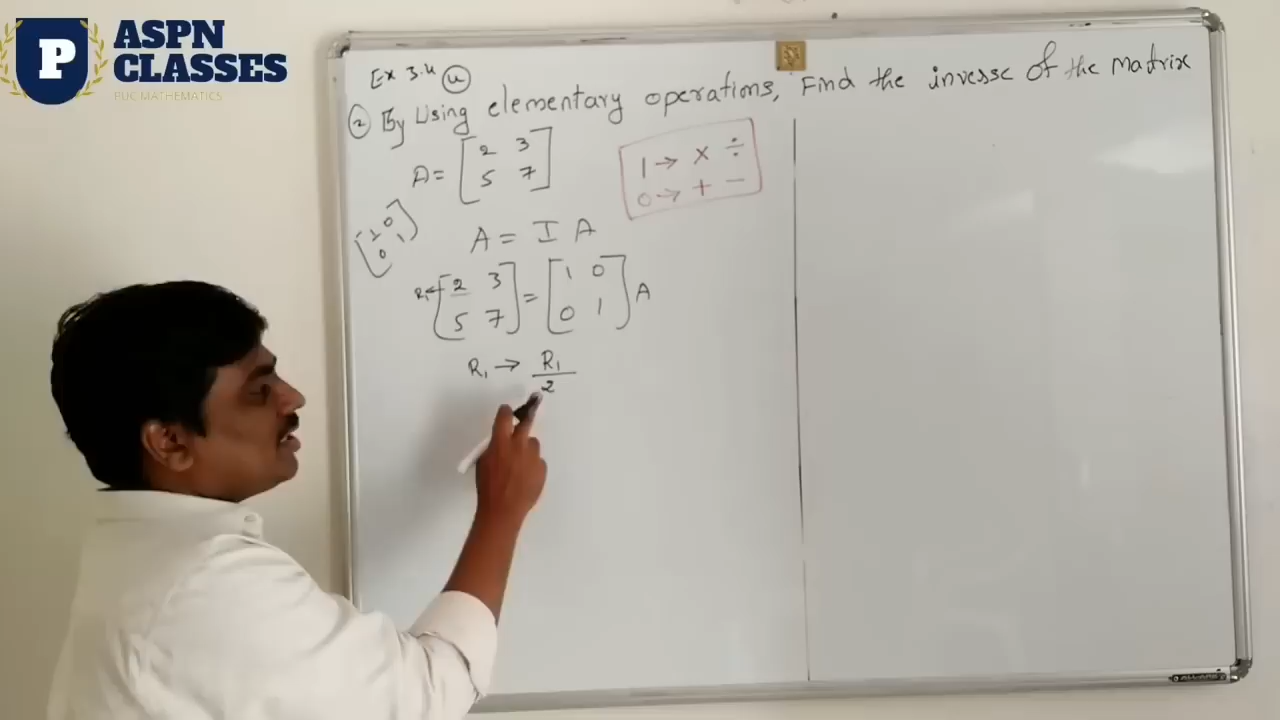 P
ASPN
CLASSES
PUC MATHEMATICS
Ex 3.4 (4)
(2) By Using elementary operations, Find the inverse of the Matrix
A = [2 3
5 7]
1 → × ÷
0 → + −
[1 0
0 1]
A = I A
R₁← [2 3
5 7] = [1 0
0 1] A
R₁ → R₁/2